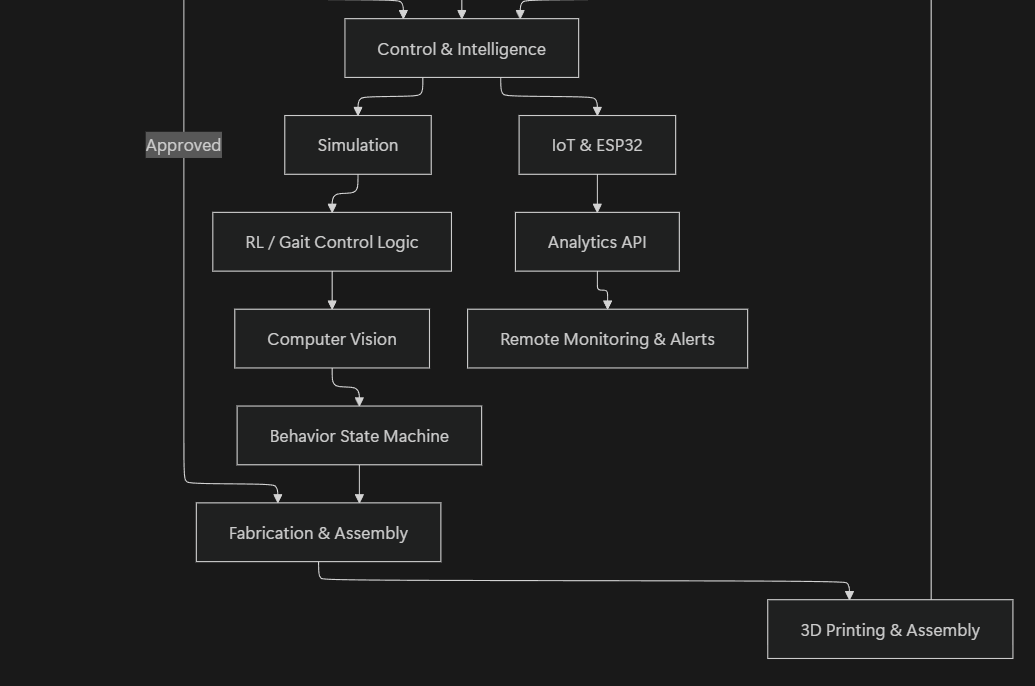 Control & Intelligence
Approved
Simulation
IoT & ESP32
RL / Gait Control Logic
Analytics API
Computer Vision
Remote Monitoring & Alerts
Behavior State Machine
Fabrication & Assembly
3D Printing & Assembly